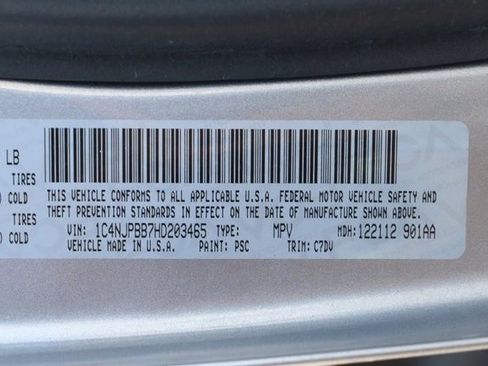 LB
TIRES
COLD
TIRES
COLD
THIS VEHICLE CONFORMS TO ALL APPLICABLE U.S.A. FEDERAL MOTOR VEHICLE SAFETY AND
THEFT PREVENTION STANDARDS IN EFFECT ON THE DATE OF MANUFACTURE SHOWN ABOVE.
VIN: 1C4NJPBB7HD203465 TYPE: MPV MDH: 122112 901AA
VEHICLE MADE IN U.S.A. PAINT: PSC TRIM: C7DV